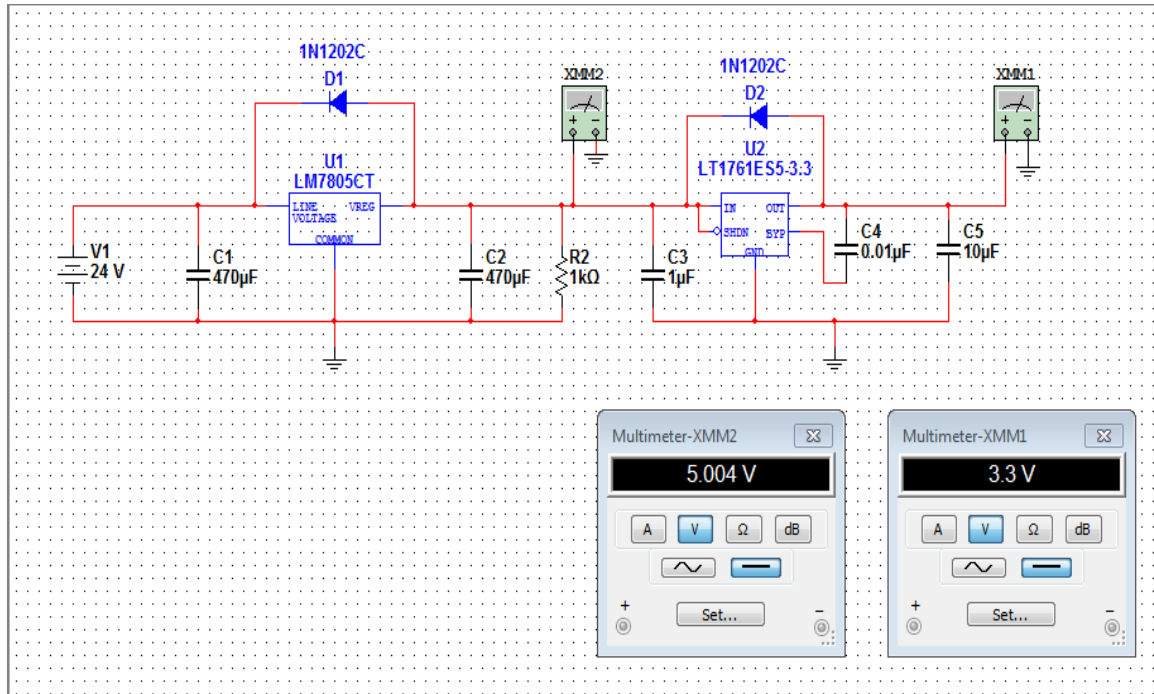 1N1202C
D1
XMM2
1N1202C
D2
XMM1
U1
LM7805CT
LINE VREG
VOLTAGE
COMMON
U2
LT1761ES5-3.3
IN OUT
SHDN BYP
GND
V1
24 V
C1
470µF
C2
470µF
R2
1kΩ
C3
1µF
C4
0.01µF
C5
10µF
+ −
+ −
Multimeter-XMM2
5.004 V
A V Ω dB
+ Set... −
Multimeter-XMM1
3.3 V
A V Ω dB
+ Set... −